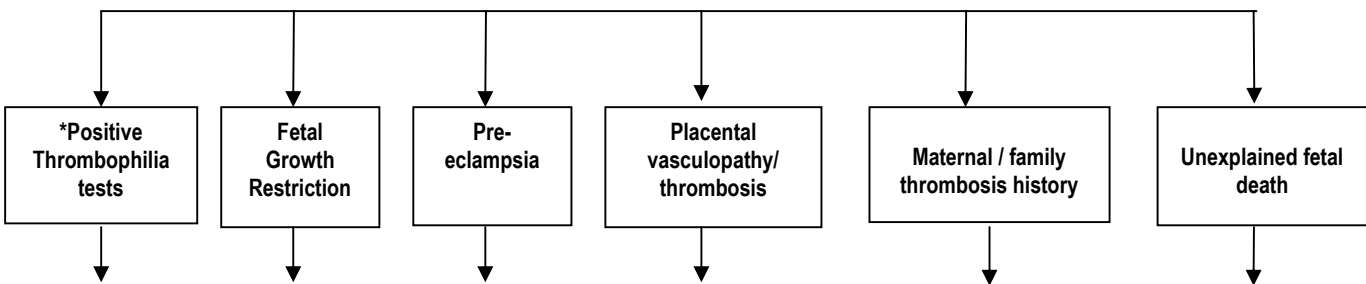 *Positive
Thrombophilia
tests
Fetal
Growth
Restriction
Pre-
eclampsia
Placental
vasculopathy/
thrombosis
Maternal / family
thrombosis history
Unexplained fetal
death